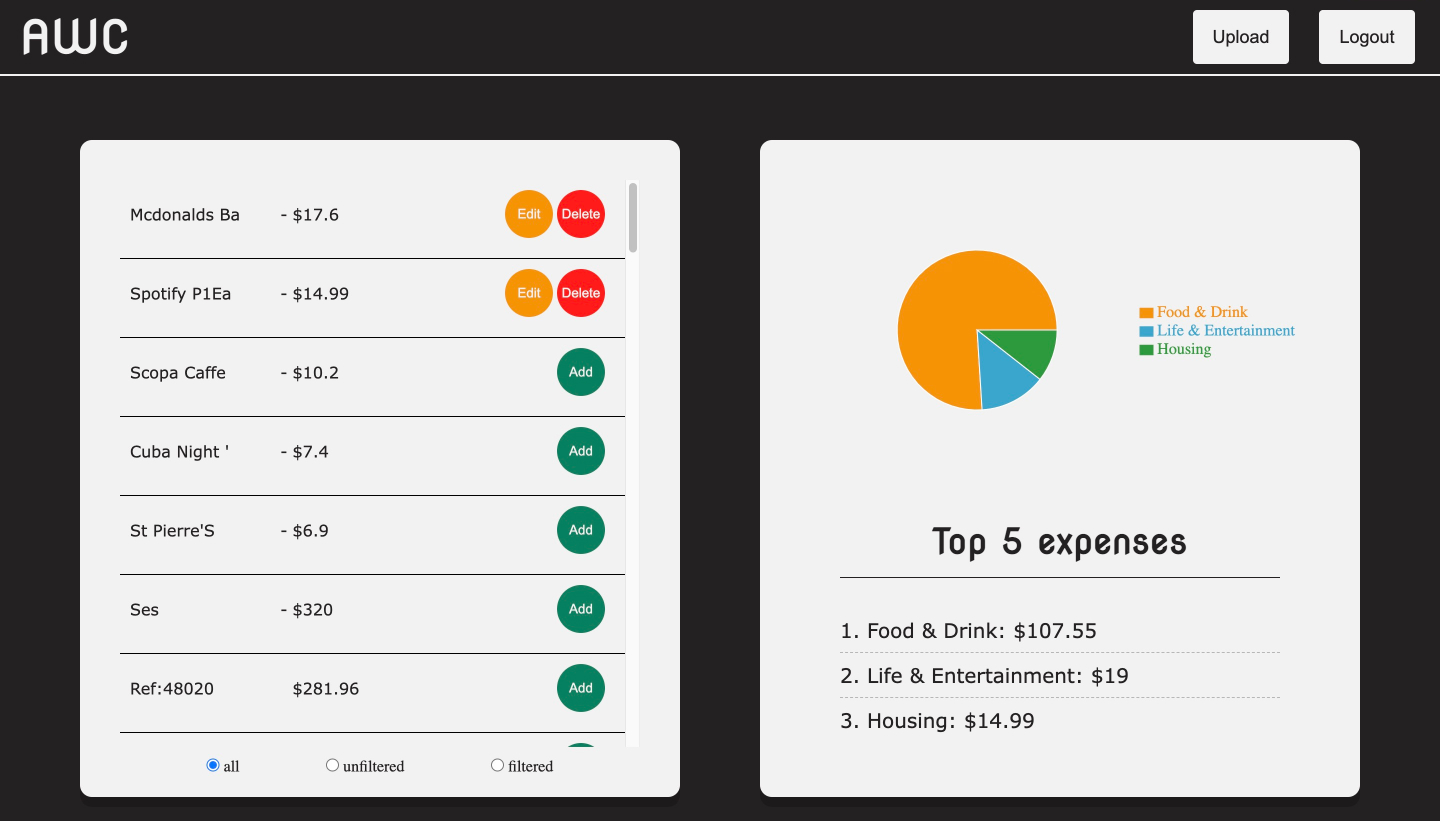 AWC
Upload
Logout
Mcdonalds Ba - $17.6 Edit Delete
Spotify P1Ea - $14.99 Edit Delete
Scopa Caffe - $10.2 Add
Cuba Night ' - $7.4 Add
St Pierre'S - $6.9 Add
Ses - $320 Add
Ref:48020 $281.96 Add
all unfiltered filtered
Food & Drink
Life & Entertainment
Housing
Top 5 expenses
1. Food & Drink: $107.55
2. Life & Entertainment: $19
3. Housing: $14.99